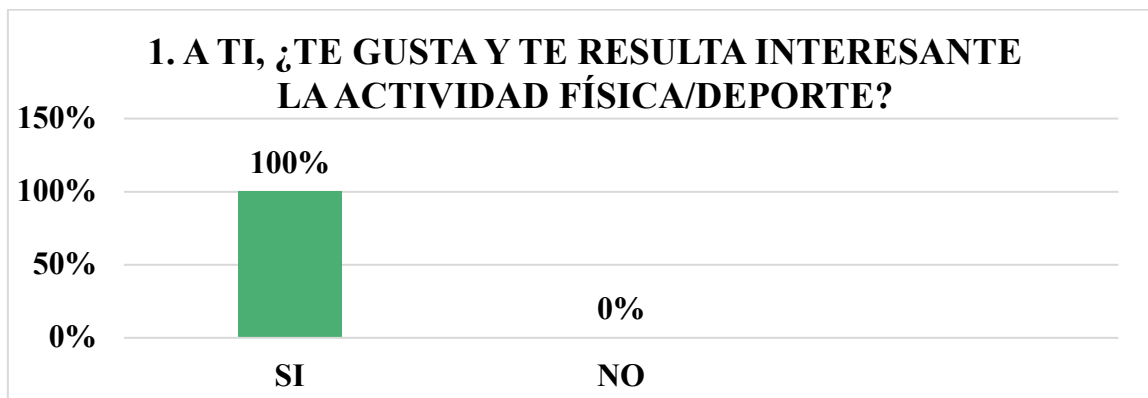 1. A TI, ¿TE GUSTA Y TE RESULTA INTERESANTE
LA ACTIVIDAD FÍSICA/DEPORTE?
150%
100%
100%
50%
0%
0%
SI
NO